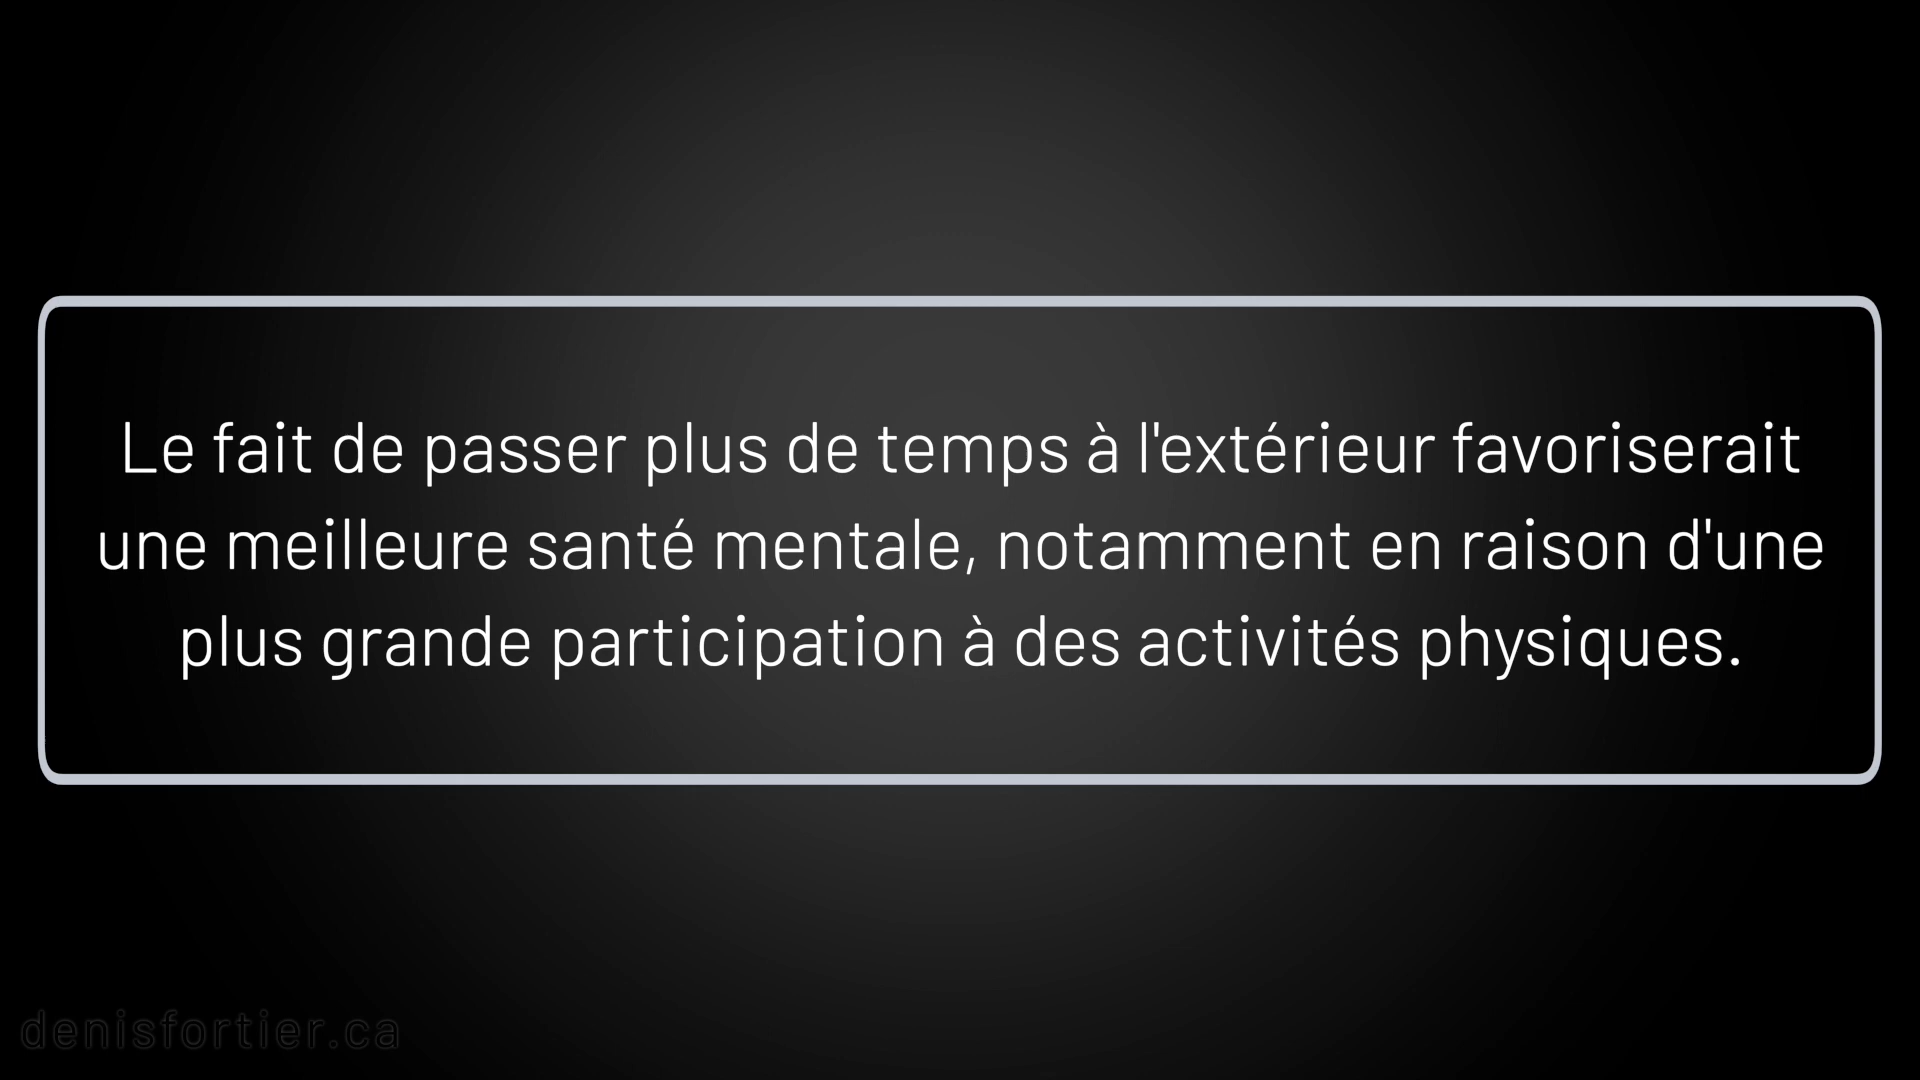 Le fait de passer plus de temps à l'extérieur favoriserait
une meilleure santé mentale, notamment en raison d'une
plus grande participation à des activités physiques.
denisfortier.ca